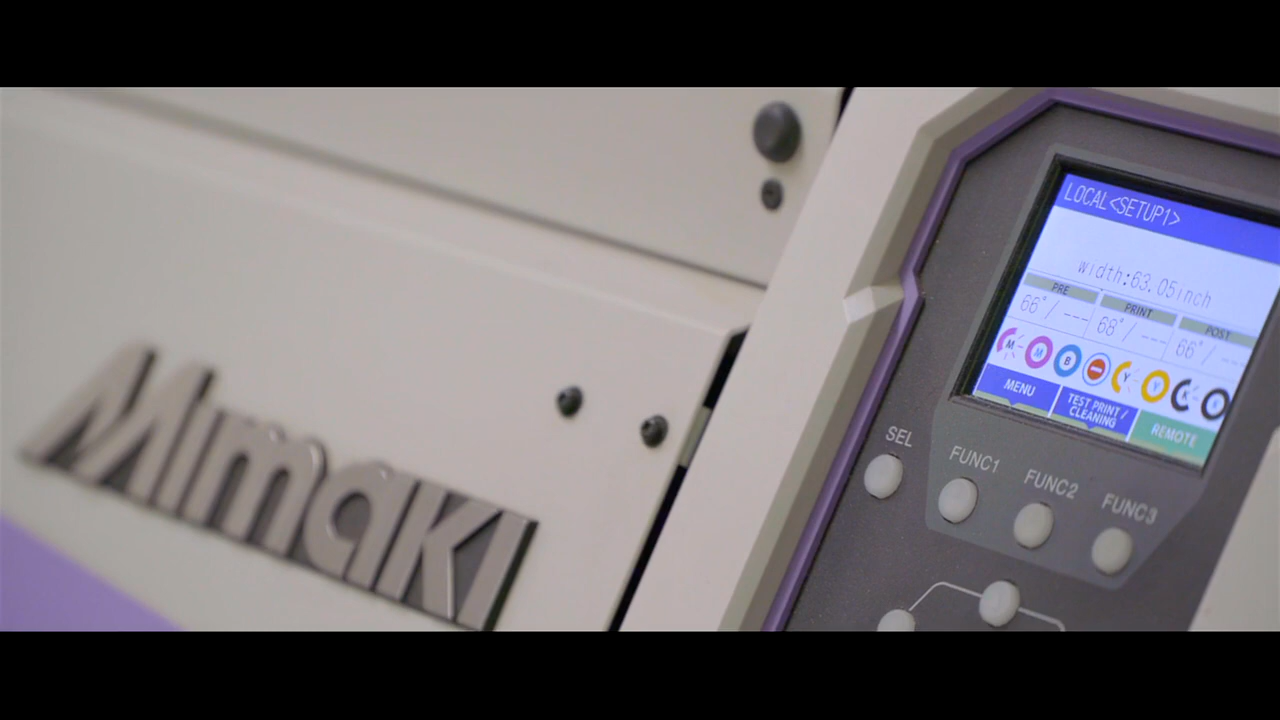 Mimaki
LOCAL<SETUP1>
width:63.05inch
PRE PRINT POST
66°/ --- 68°/ --- 66°/ ---
M M B Y Y K K
MENU TEST PRINT / CLEANING REMOTE
SEL FUNC1 FUNC2 FUNC3